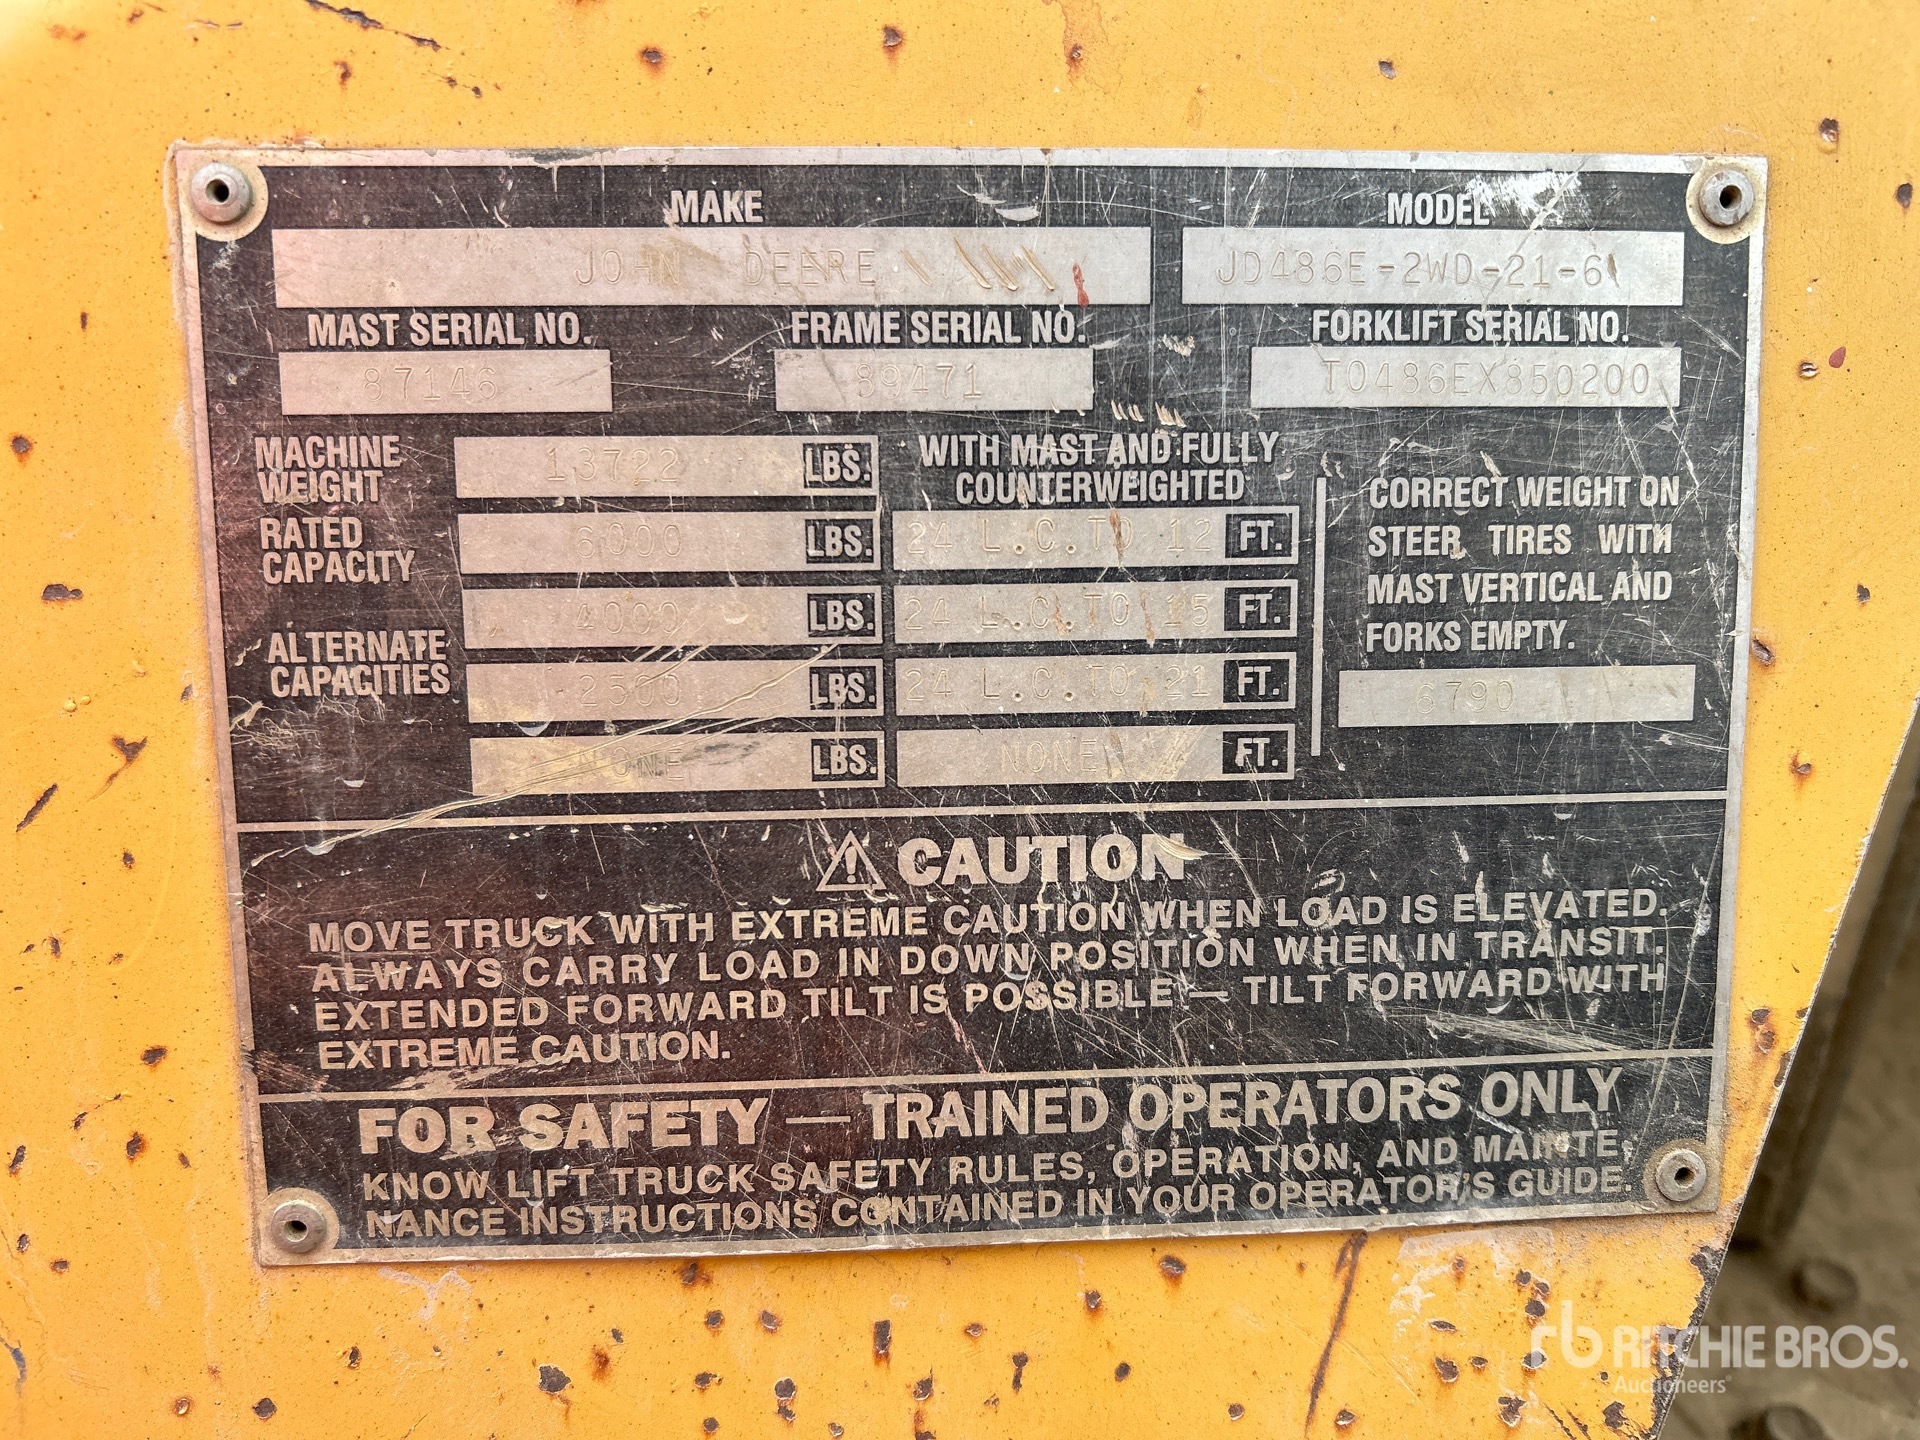 MAKE MODEL
JOHN DEERE JD486E-2WD-21-6
MAST SERIAL NO. FRAME SERIAL NO. FORKLIFT SERIAL NO.
87146 89471 T0486EX850200
MACHINE WEIGHT 13722 LBS.
WITH MAST AND FULLY
COUNTERWEIGHTED
RATED CAPACITY 6000 LBS. 24 L.C.TO 12 FT.
ALTERNATE CAPACITIES
4000 LBS. 24 L.C.TO 15 FT.
2500 LBS. 24 L.C.TO 21 FT.
NONE LBS. NONE FT.
CORRECT WEIGHT ON
STEER TIRES WITH
MAST VERTICAL AND
FORKS EMPTY.
6790
CAUTION
MOVE TRUCK WITH EXTREME CAUTION WHEN LOAD IS ELEVATED.
ALWAYS CARRY LOAD IN DOWN POSITION WHEN IN TRANSIT.
EXTENDED FORWARD TILT IS POSSIBLE — TILT FORWARD WITH
EXTREME CAUTION.
FOR SAFETY — TRAINED OPERATORS ONLY
KNOW LIFT TRUCK SAFETY RULES, OPERATION, AND MAINTE-
NANCE INSTRUCTIONS CONTAINED IN YOUR OPERATOR'S GUIDE.
rb RITCHIE BROS.
Auctioneers